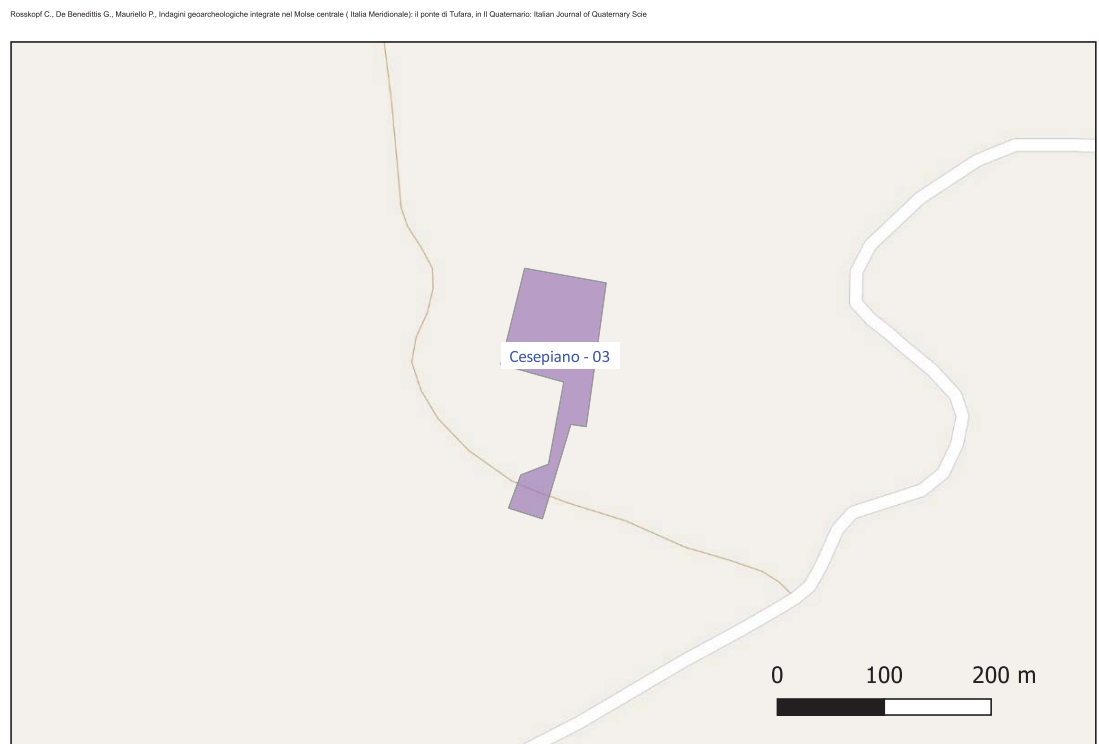 Rosskopf C., De Benedittis G., Mauriello P., Indagini geoarcheologiche integrate nel Molse centrale ( Italia Meridionale): il ponte di Tufara, in Il Quaternario: Italian Journal of Quaternary Scie
Cesepiano - 03
0 100 200 m